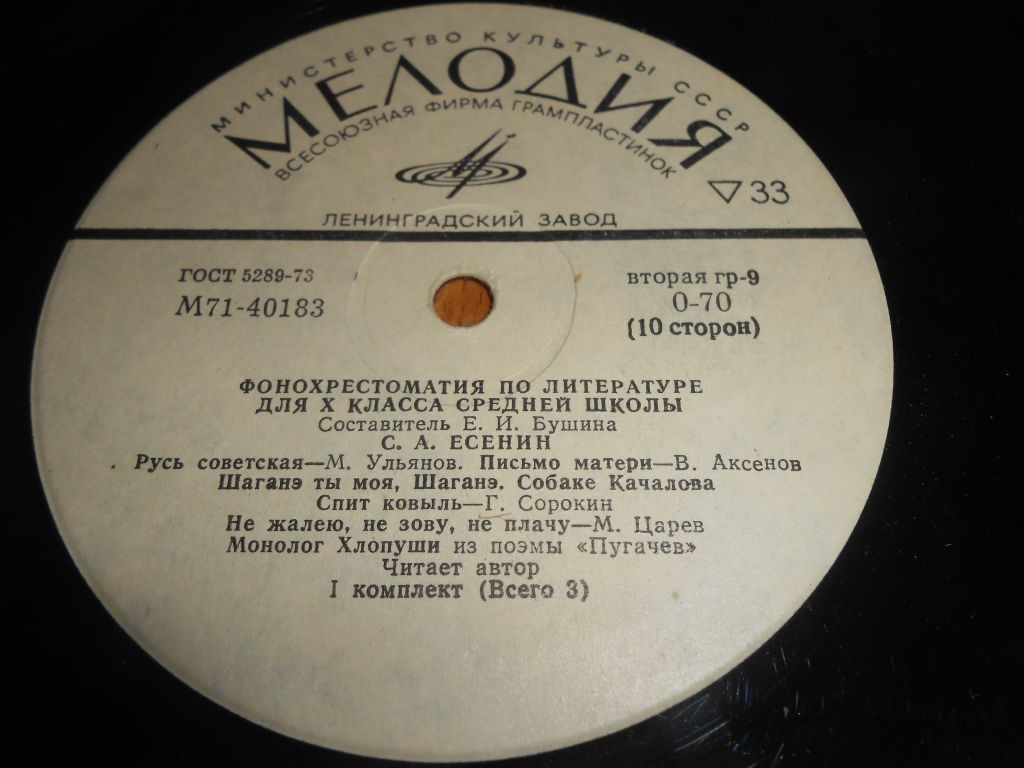 МИНИСТЕРСТВО КУЛЬТУРЫ СССР
МЕЛОДИЯ
ВСЕСОЮЗНАЯ ФИРМА ГРАМПЛАСТИНОК
33
ЛЕНИНГРАДСКИЙ ЗАВОД
ГОСТ 5289-73
М71-40183
вторая гр-9
0-70
(10 сторон)
ФОНОХРЕСТОМАТИЯ ПО ЛИТЕРАТУРЕ
ДЛЯ X КЛАССА СРЕДНЕЙ ШКОЛЫ
Составитель Е. И. Бушина
С. А. ЕСЕНИН
Русь советская—М. Ульянов. Письмо матери—В. Аксенов
Шаганэ ты моя, Шаганэ. Собаке Качалова
Спит ковыль—Г. Сорокин
Не жалею, не зову, не плачу—М. Царев
Монолог Хлопуши из поэмы «Пугачев»
Читает автор
I комплект (Всего 3)